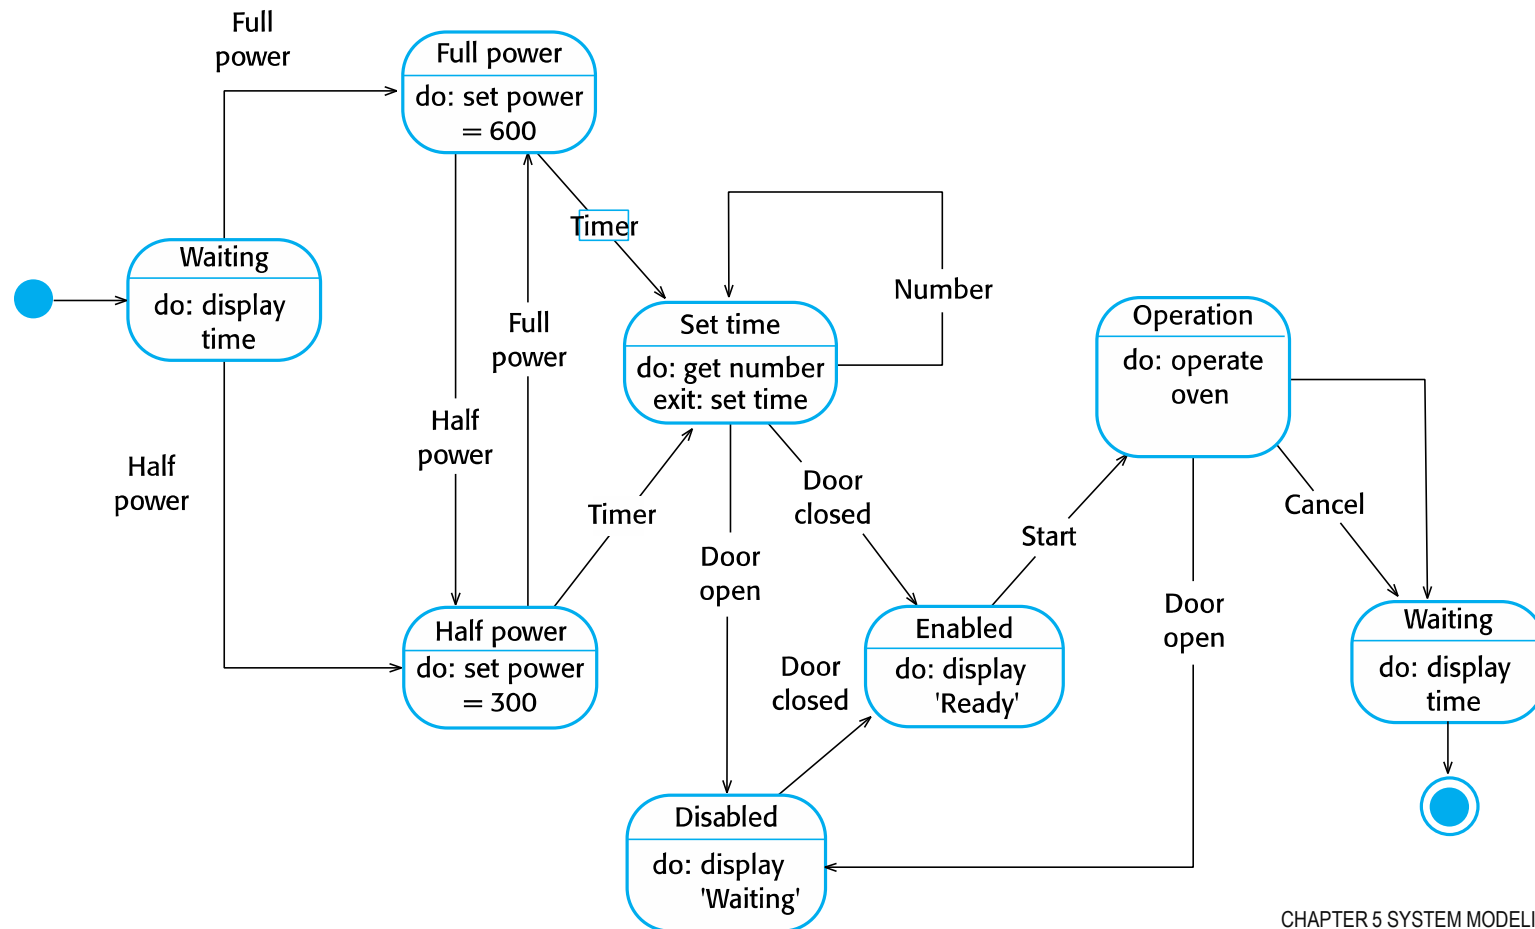 Full
power
Full power
do: set power
= 600
Timer
Waiting
do: display
time
Number
Full
power
Set time
do: get number
exit: set time
Operation
do: operate
oven
Half
power
Half
power
Timer
Door
closed
Door
open
Start
Cancel
Door
open
Half power
do: set power
= 300
Door
closed
Enabled
do: display
'Ready'
Waiting
do: display
time
Disabled
do: display
'Waiting'
CHAPTER 5 SYSTEM MODELI